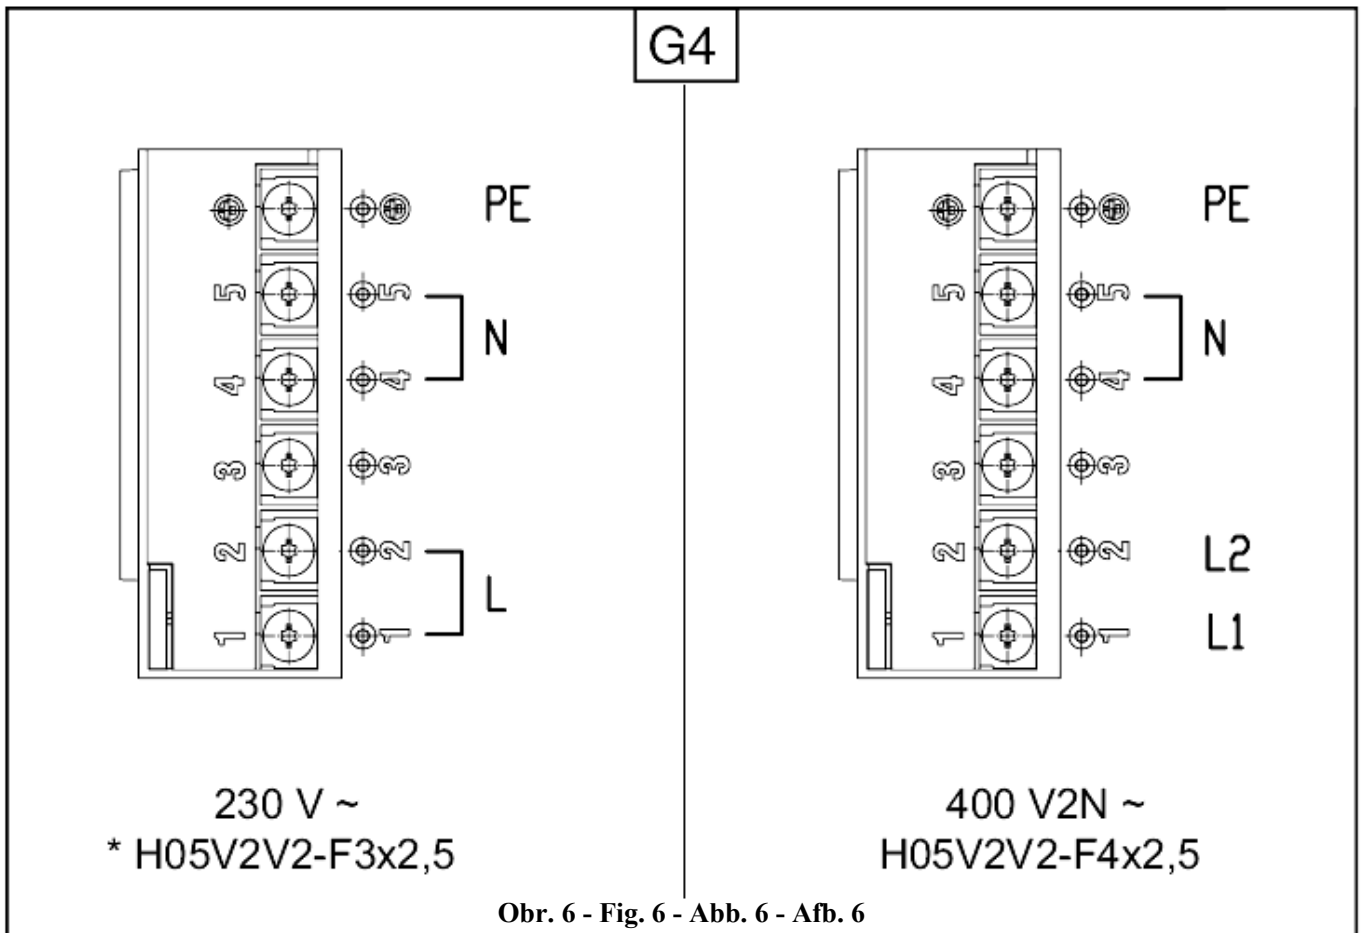 G4
PE
5 5
N
4 4
3 3
2 2
L
1 1
230 V ~
* H05V2V2-F3x2,5
PE
5 5
N
4 4
3 3
2 2 L2
1 1 L1
400 V2N ~
H05V2V2-F4x2,5
Obr. 6 - Fig. 6 - Abb. 6 - Afb. 6